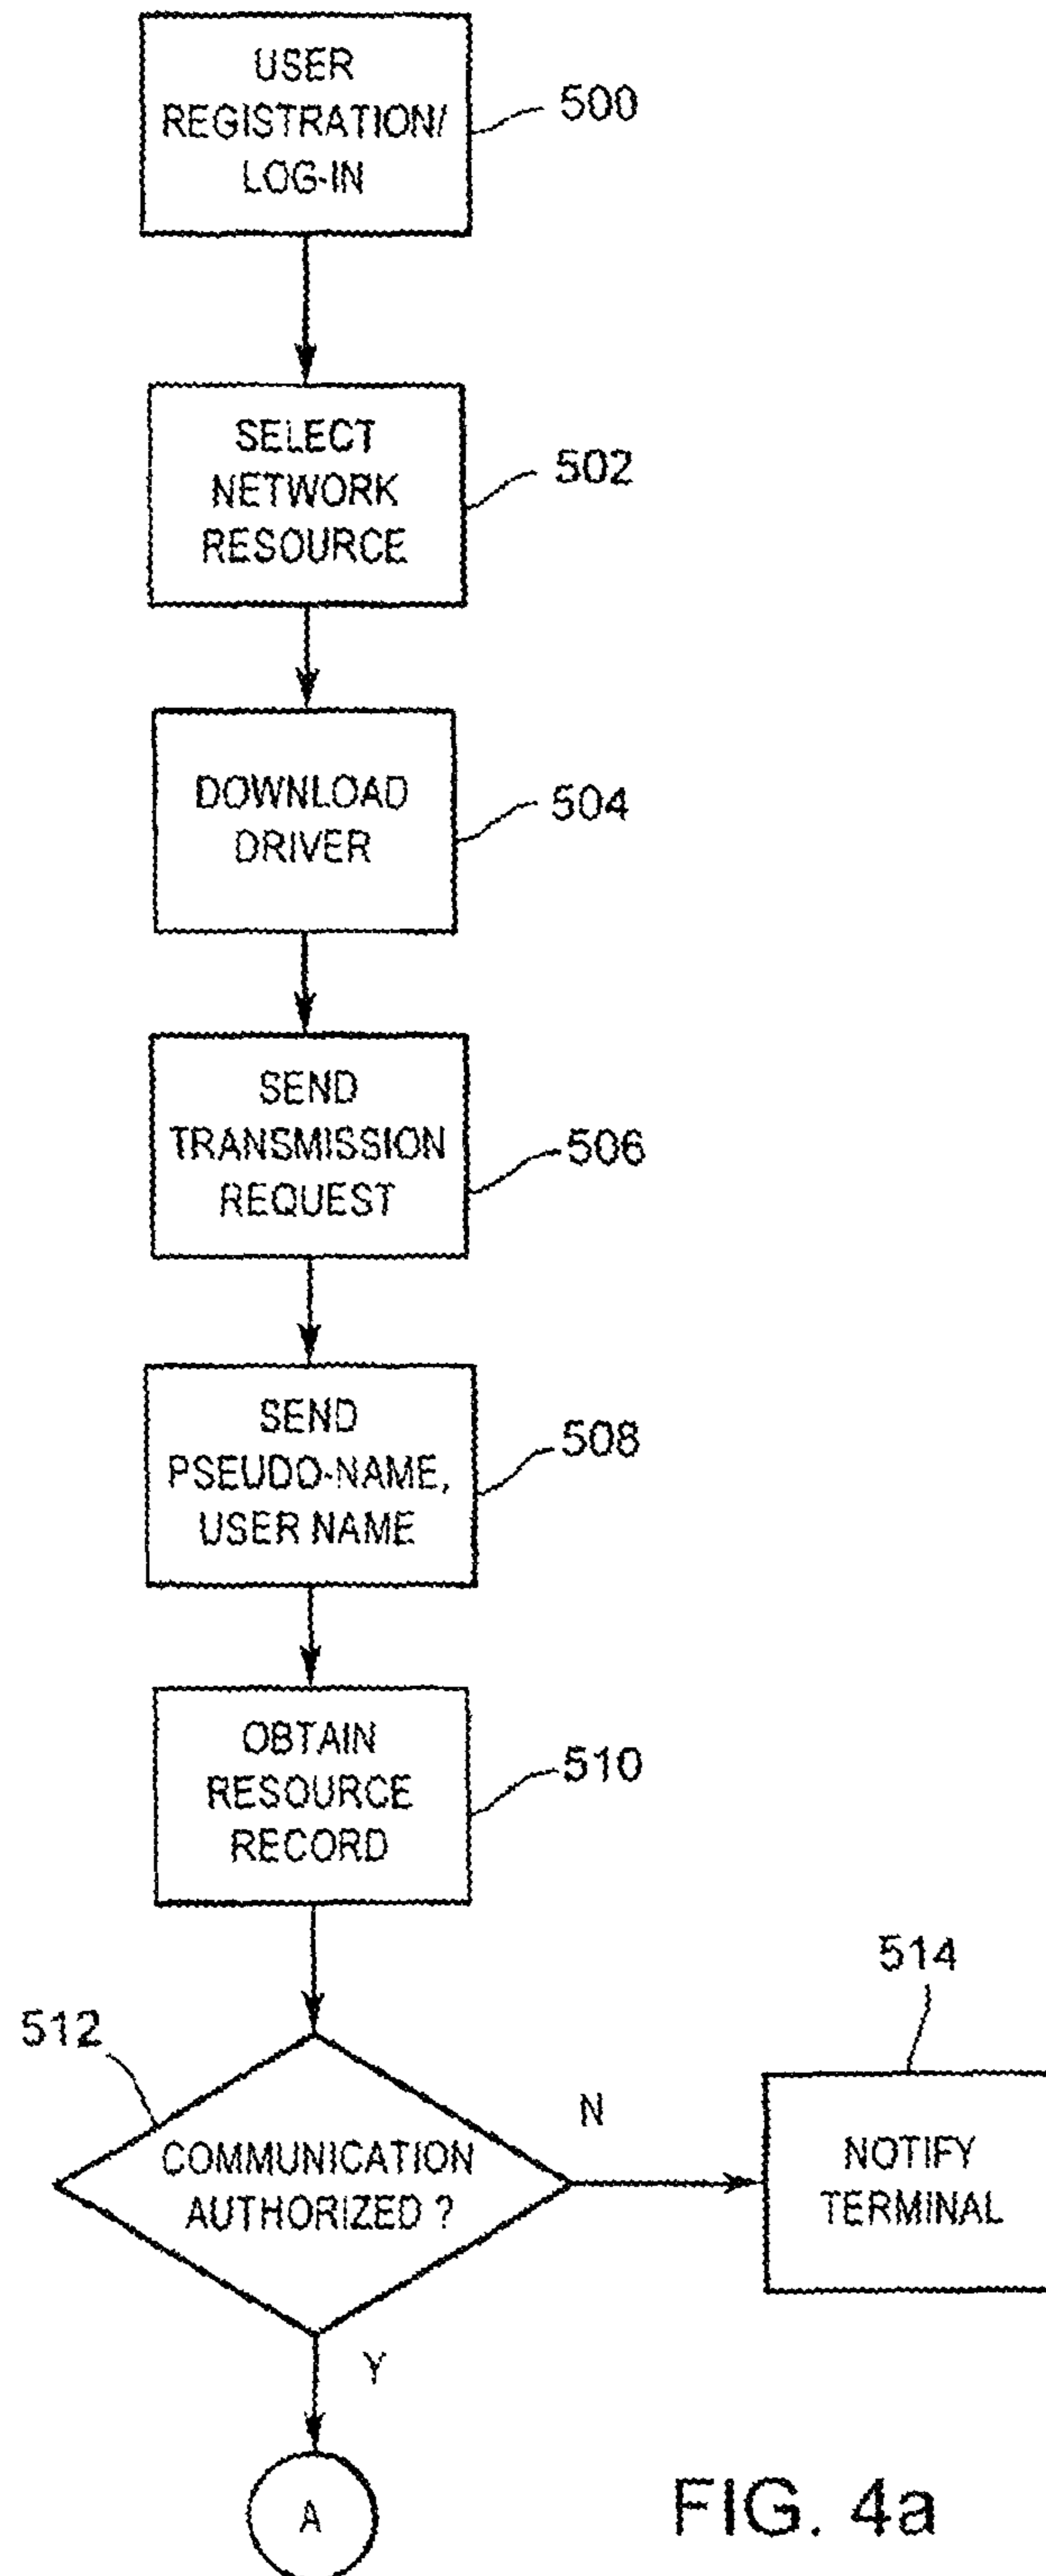 USER
REGISTRATION/
LOG-IN
500
SELECT
NETWORK
RESOURCE
502
DOWNLOAD
DRIVER
504
SEND
TRANSMISSION
REQUEST
506
SEND
PSEUDO-NAME,
USER NAME
508
OBTAIN
RESOURCE
RECORD
510
512
COMMUNICATION
AUTHORIZED ?
N
514
NOTIFY
TERMINAL
Y
A
FIG. 4a